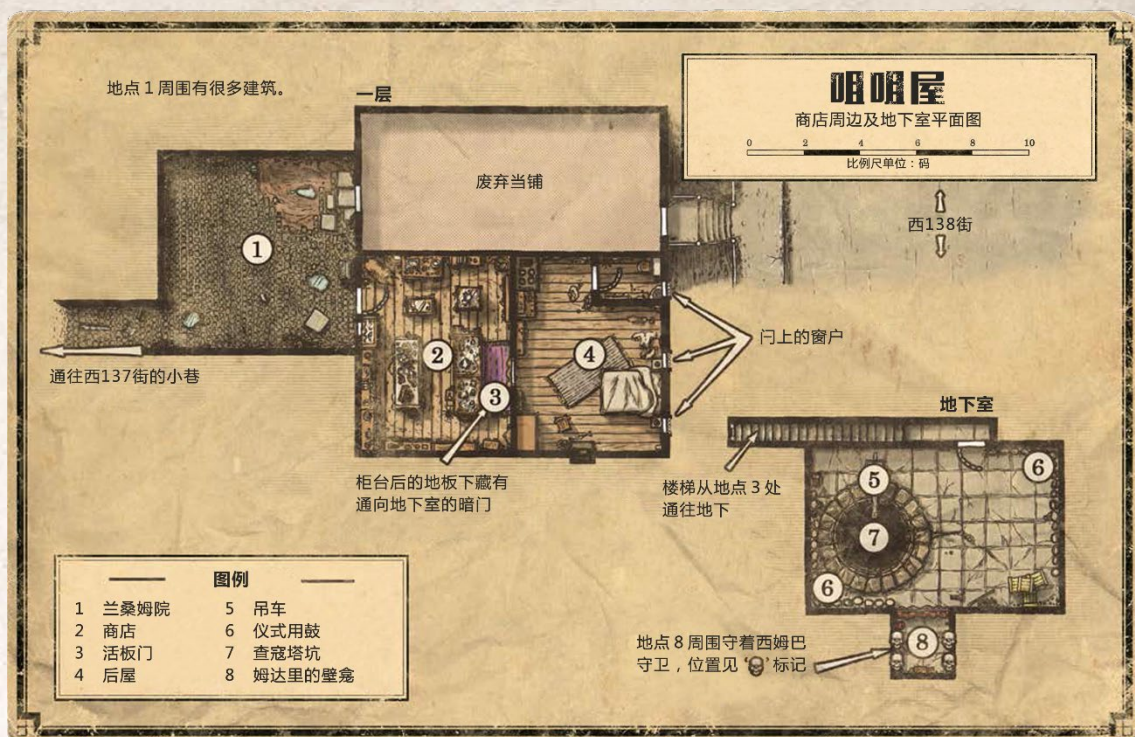 地点1周围有很多建筑。
一层
咀咀屋
商店周边及地下室平面图
0 2 4 6 8 10
比例尺单位：码
废弃当铺
西138街
1
2
3
4
闩上的窗户
通往西137街的小巷
柜台后的地板下藏有
通向地下室的暗门
地下室
楼梯从地点3处
通往地下
5
6
7
6
8
地点8周围守着西姆巴
守卫，位置见‘ ’标记
图例
1 兰桑姆院
2 商店
3 活板门
4 后屋
5 吊车
6 仪式用鼓
7 查寇塔坑
8 姆达里的壁龛